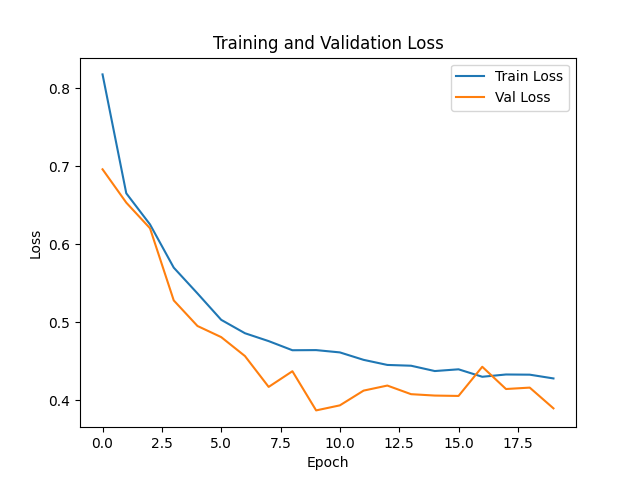 Training and Validation Loss
Train Loss
Val Loss
Loss
0.8
0.7
0.6
0.5
0.4
0.0 2.5 5.0 7.5 10.0 12.5 15.0 17.5
Epoch